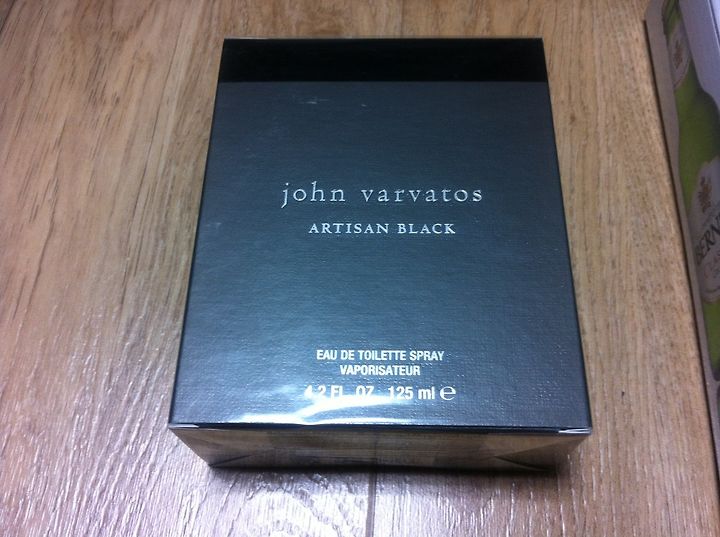 john varvatos
ARTISAN BLACK
EAU DE TOILETTE SPRAY
VAPORISATEUR
4.2 FL. OZ. 125 ml ℮